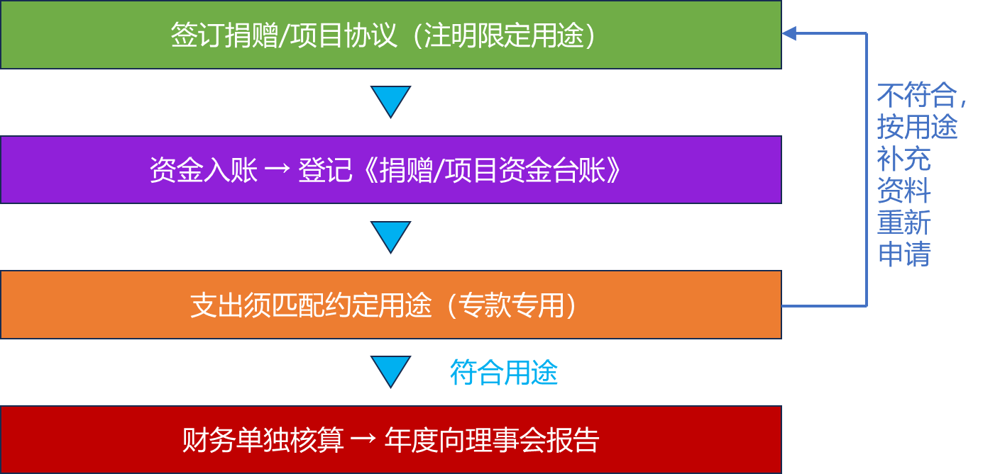 签订捐赠/项目协议（注明限定用途）
资金入账 → 登记《捐赠/项目资金台账》
支出须匹配约定用途（专款专用）
符合用途
财务单独核算 → 年度向理事会报告
不符合，
按用途
补充
资料
重新
申请